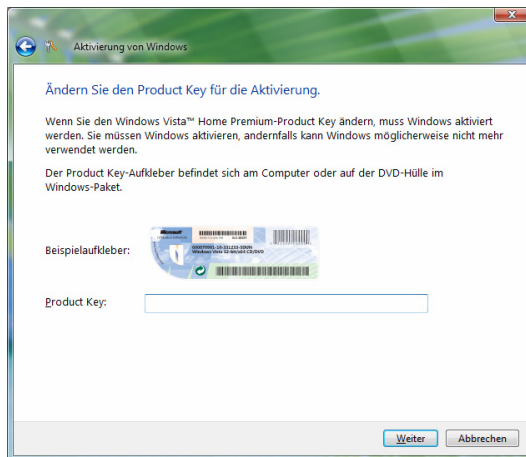 Aktivierung von Windows
Ändern Sie den Product Key für die Aktivierung.
Wenn Sie den Windows Vista™ Home Premium-Product Key ändern, muss Windows aktiviert
werden. Sie müssen Windows aktivieren, andernfalls kann Windows möglicherweise nicht mehr
verwendet werden.
Der Product Key-Aufkleber befindet sich am Computer oder auf der DVD-Hülle im
Windows-Paket.
Beispielaufkleber:
Microsoft
Product Key:
Weiter
Abbrechen